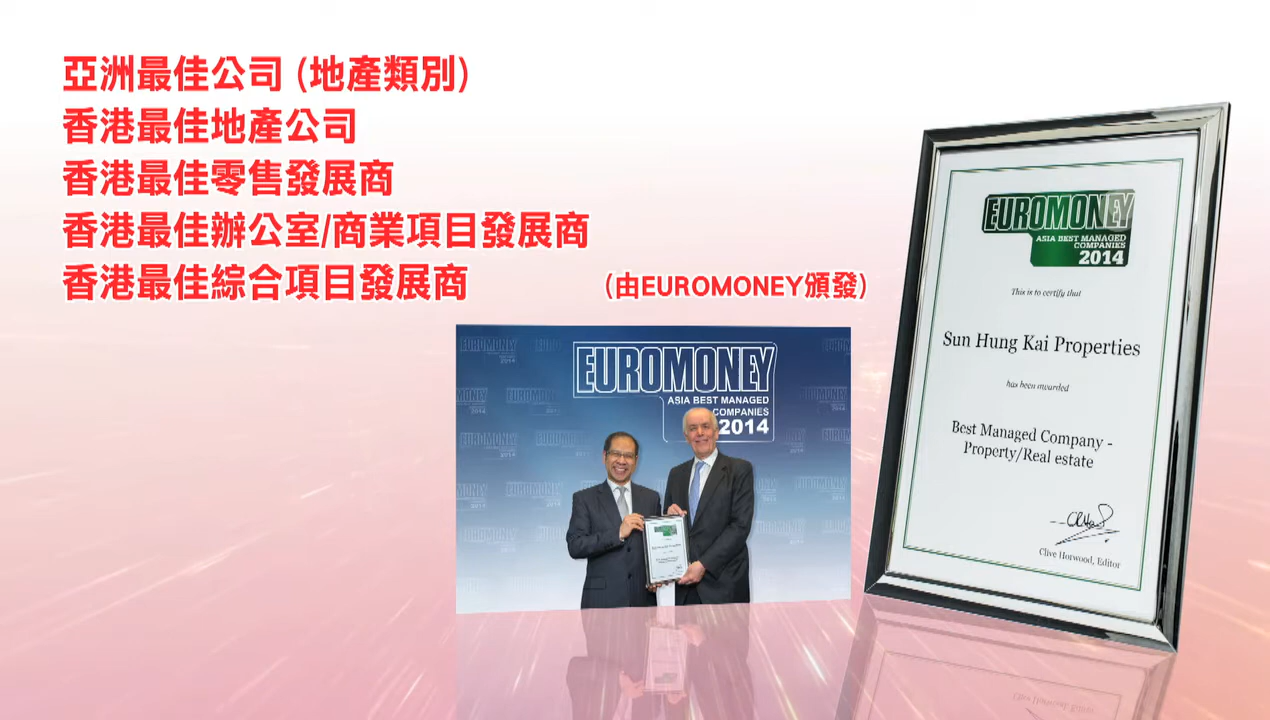 亞洲最佳公司 (地產類別)
香港最佳地產公司
香港最佳零售發展商
香港最佳辦公室/商業項目發展商
香港最佳綜合項目發展商
(由EUROMONEY頒發)
EUROMONEY
ASIA BEST MANAGED
COMPANIES
2014
EUROMONEY
ASIA BEST MANAGED
COMPANIES
2014
This is to certify that
Sun Hung Kai Properties
has been awarded
Best Managed Company -
Property/Real estate
Clive Horwood, Editor